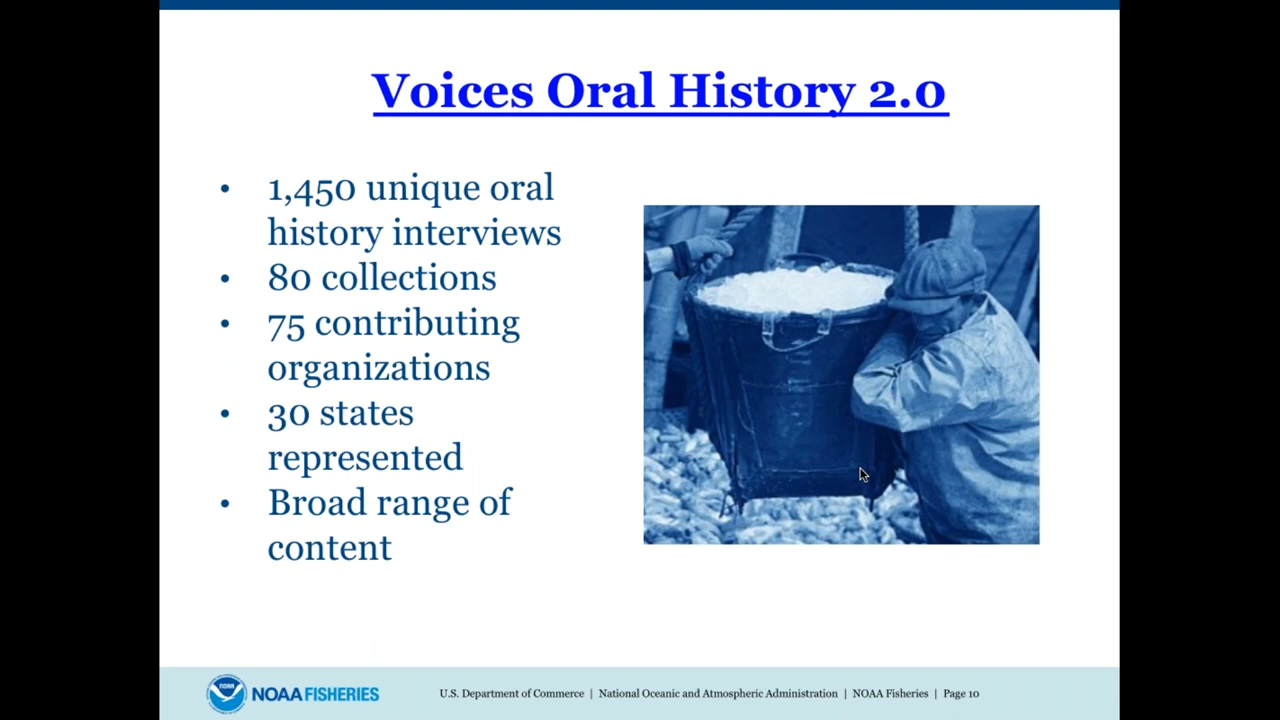 Voices Oral History 2.0
• 1,450 unique oral
history interviews
• 80 collections
• 75 contributing
organizations
• 30 states
represented
• Broad range of
content
NOAA
NOAA FISHERIES
U.S. Department of Commerce | National Oceanic and Atmospheric Administration | NOAA Fisheries | Page 10